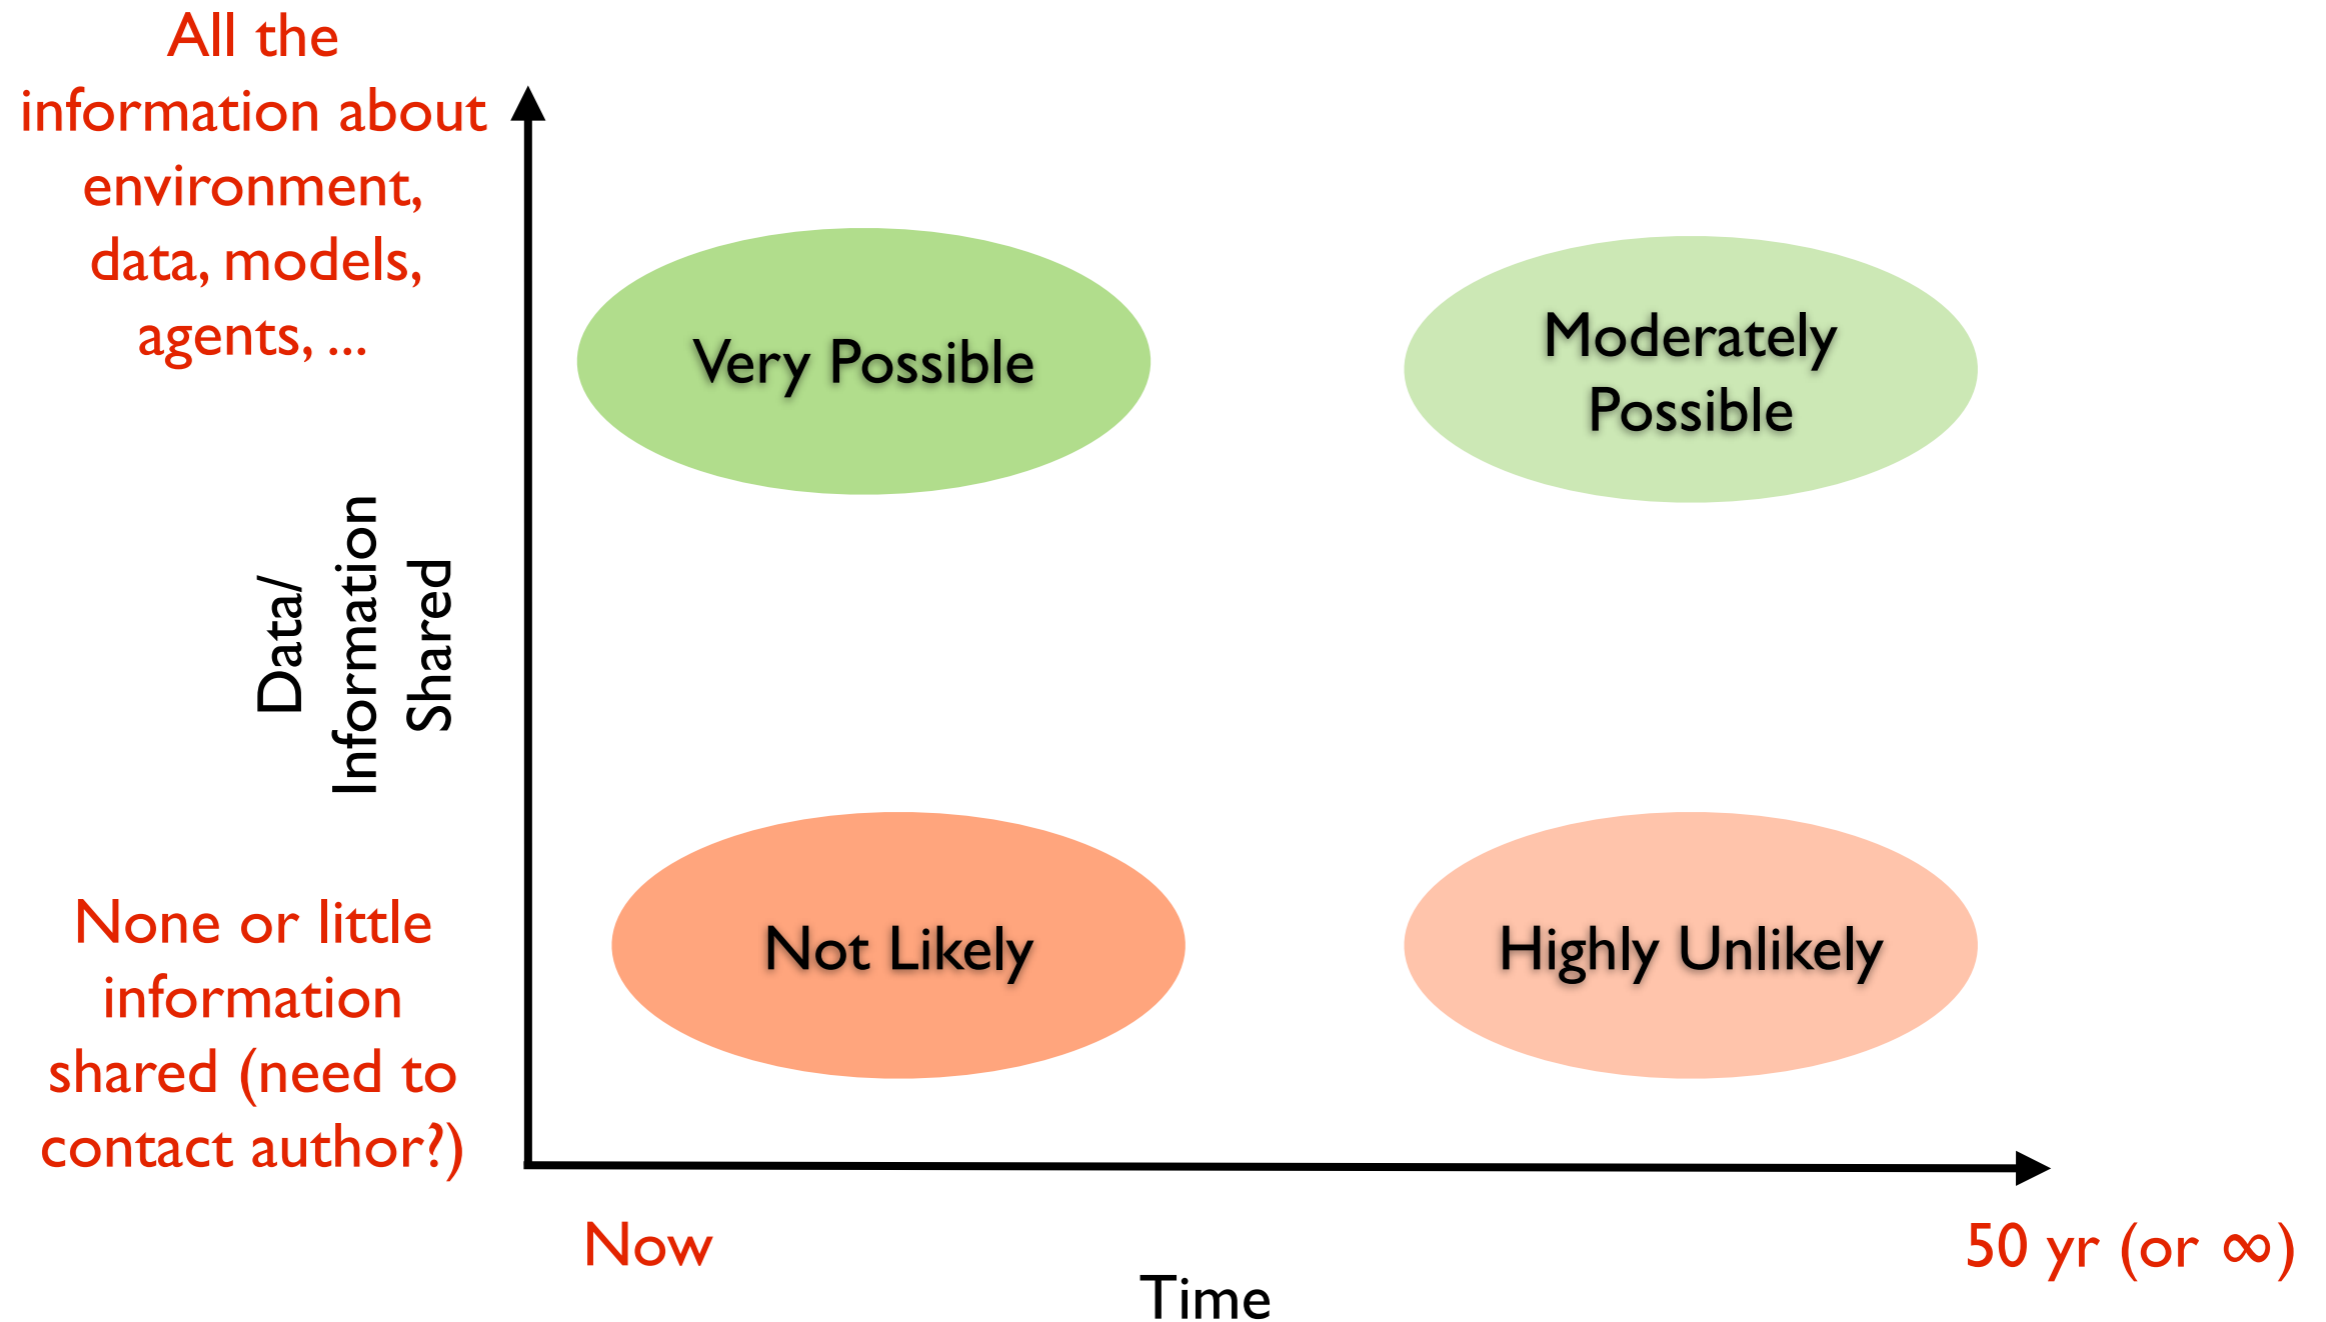 All the
information about
environment,
data, models,
agents, ...
Very Possible
Moderately
Possible
Data/
Information
Shared
None or little
information
shared (need to
contact author?)
Not Likely
Highly Unlikely
Now
50 yr (or ∞)
Time